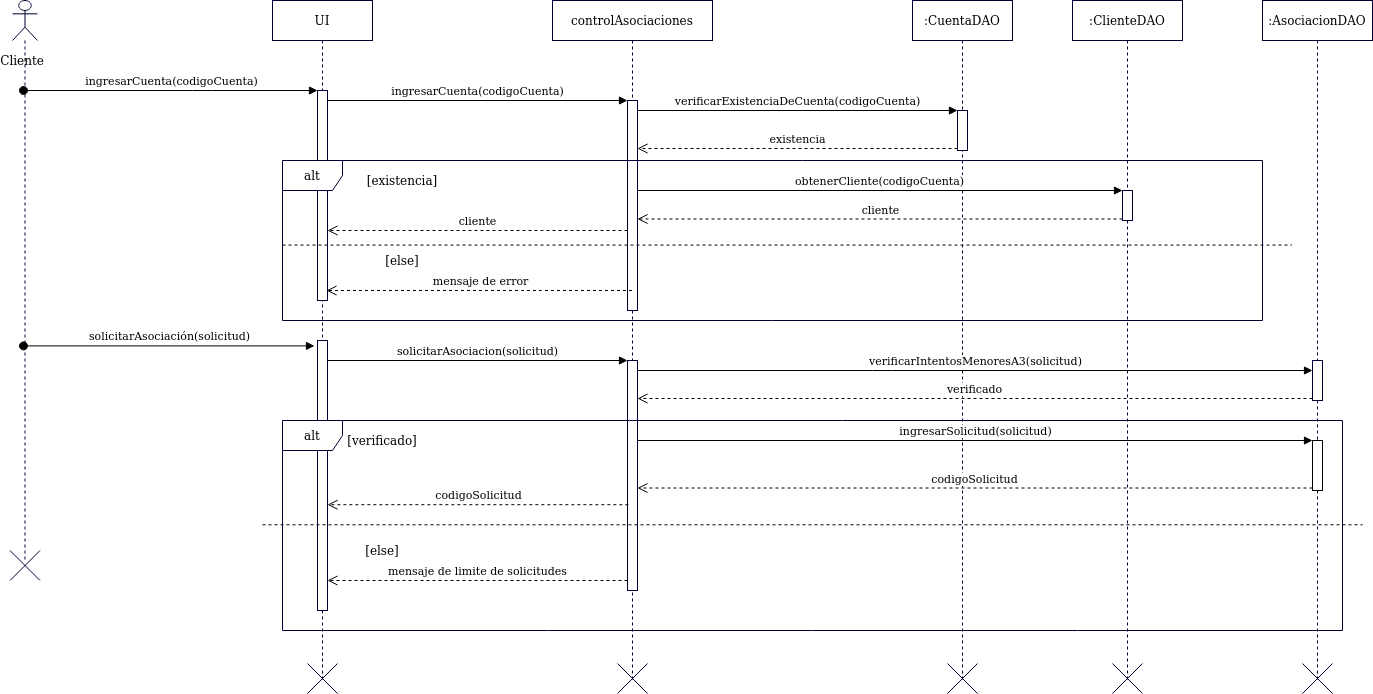 UI
controlAsociaciones
:CuentaDAO
:ClienteDAO
:AsociacionDAO
Cliente
ingresarCuenta(codigoCuenta)
ingresarCuenta(codigoCuenta)
verificarExistenciaDeCuenta(codigoCuenta)
existencia
alt
[existencia]
obtenerCliente(codigoCuenta)
cliente
cliente
[else]
mensaje de error
solicitarAsociación(solicitud)
solicitarAsociacion(solicitud)
verificarIntentosMenoresA3(solicitud)
verificado
alt
[verificado]
ingresarSolicitud(solicitud)
codigoSolicitud
codigoSolicitud
[else]
mensaje de limite de solicitudes